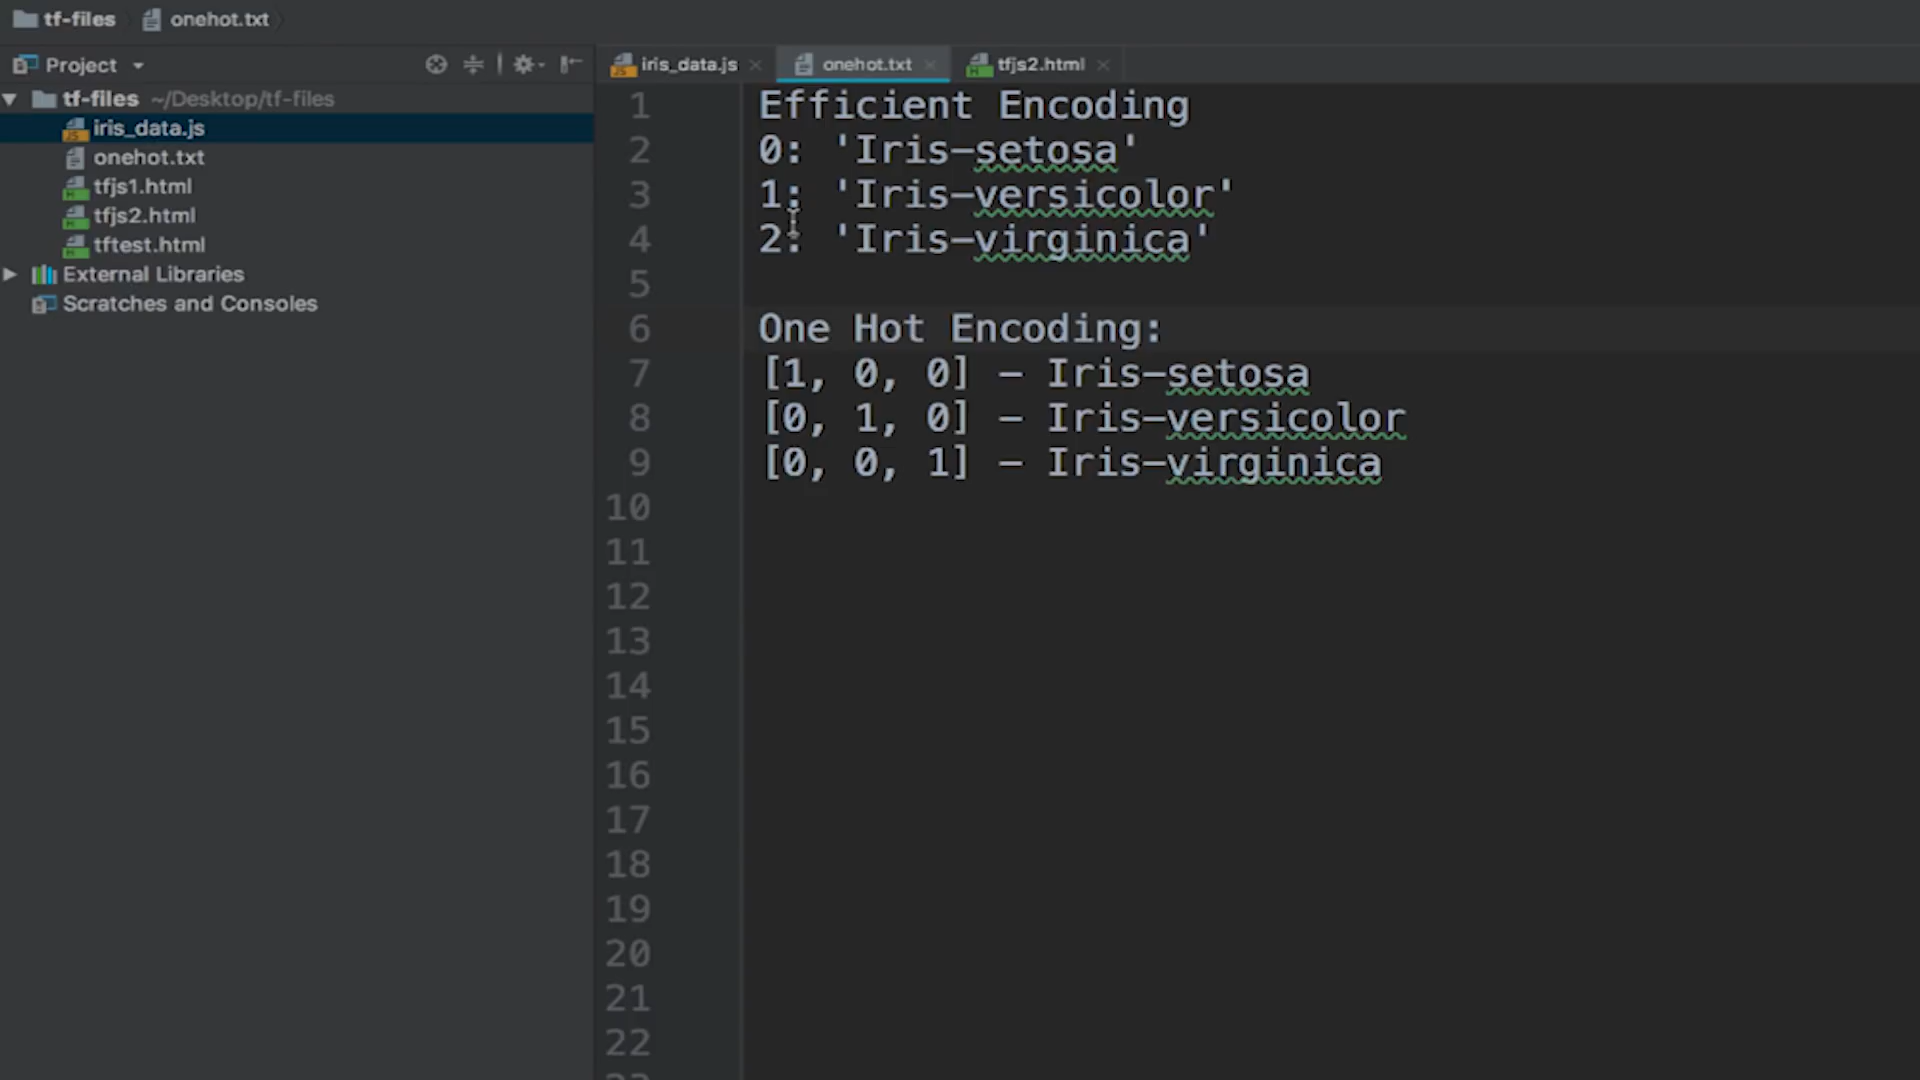 tf-files onehot.txt
Project
iris_data.js onehot.txt tfjs2.html
tf-files ~/Desktop/tf-files
iris_data.js
onehot.txt
tfjs1.html
tfjs2.html
tftest.html
External Libraries
Scratches and Consoles
1 Efficient Encoding
2 0: 'Iris-setosa'
3 1: 'Iris-versicolor'
4 2: 'Iris-virginica'
5
6 One Hot Encoding:
7 [1, 0, 0] - Iris-setosa
8 [0, 1, 0] - Iris-versicolor
9 [0, 0, 1] - Iris-virginica
10
11
12
13
14
15
16
17
18
19
20
21
22